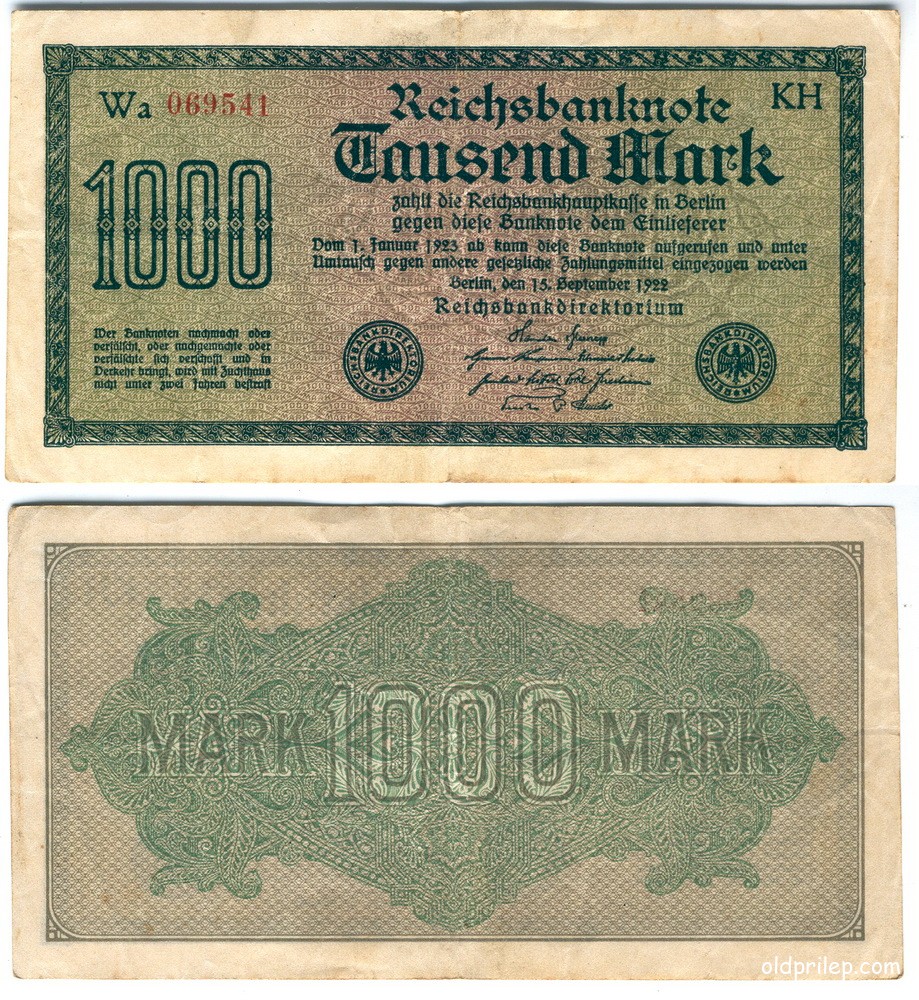 Wa 069541
KH
Reichsbanknote
Tausend Mark
1000
zahlt die Reichsbankhauptkasse in Berlin
gegen diese Banknote dem Einlieferer
Vom 1. Januar 1923 ab kann diese Banknote aufgerufen und unter
Umtausch gegen andere gesetzliche Zahlungsmittel eingezogen werden
Berlin, den 15. September 1922
Reichsbankdirektorium
Wer Banknoten nachmacht oder
verfälscht, oder nachgemachte oder
verfälschte sich verschafft und in
Verkehr bringt, wird mit Zuchthaus
nicht unter zwei Jahren bestraft
REICHSBANKDIREKTORIUM
REICHSBANKDIREKTORIUM
MARK 1000 MARK
oldprilep.com